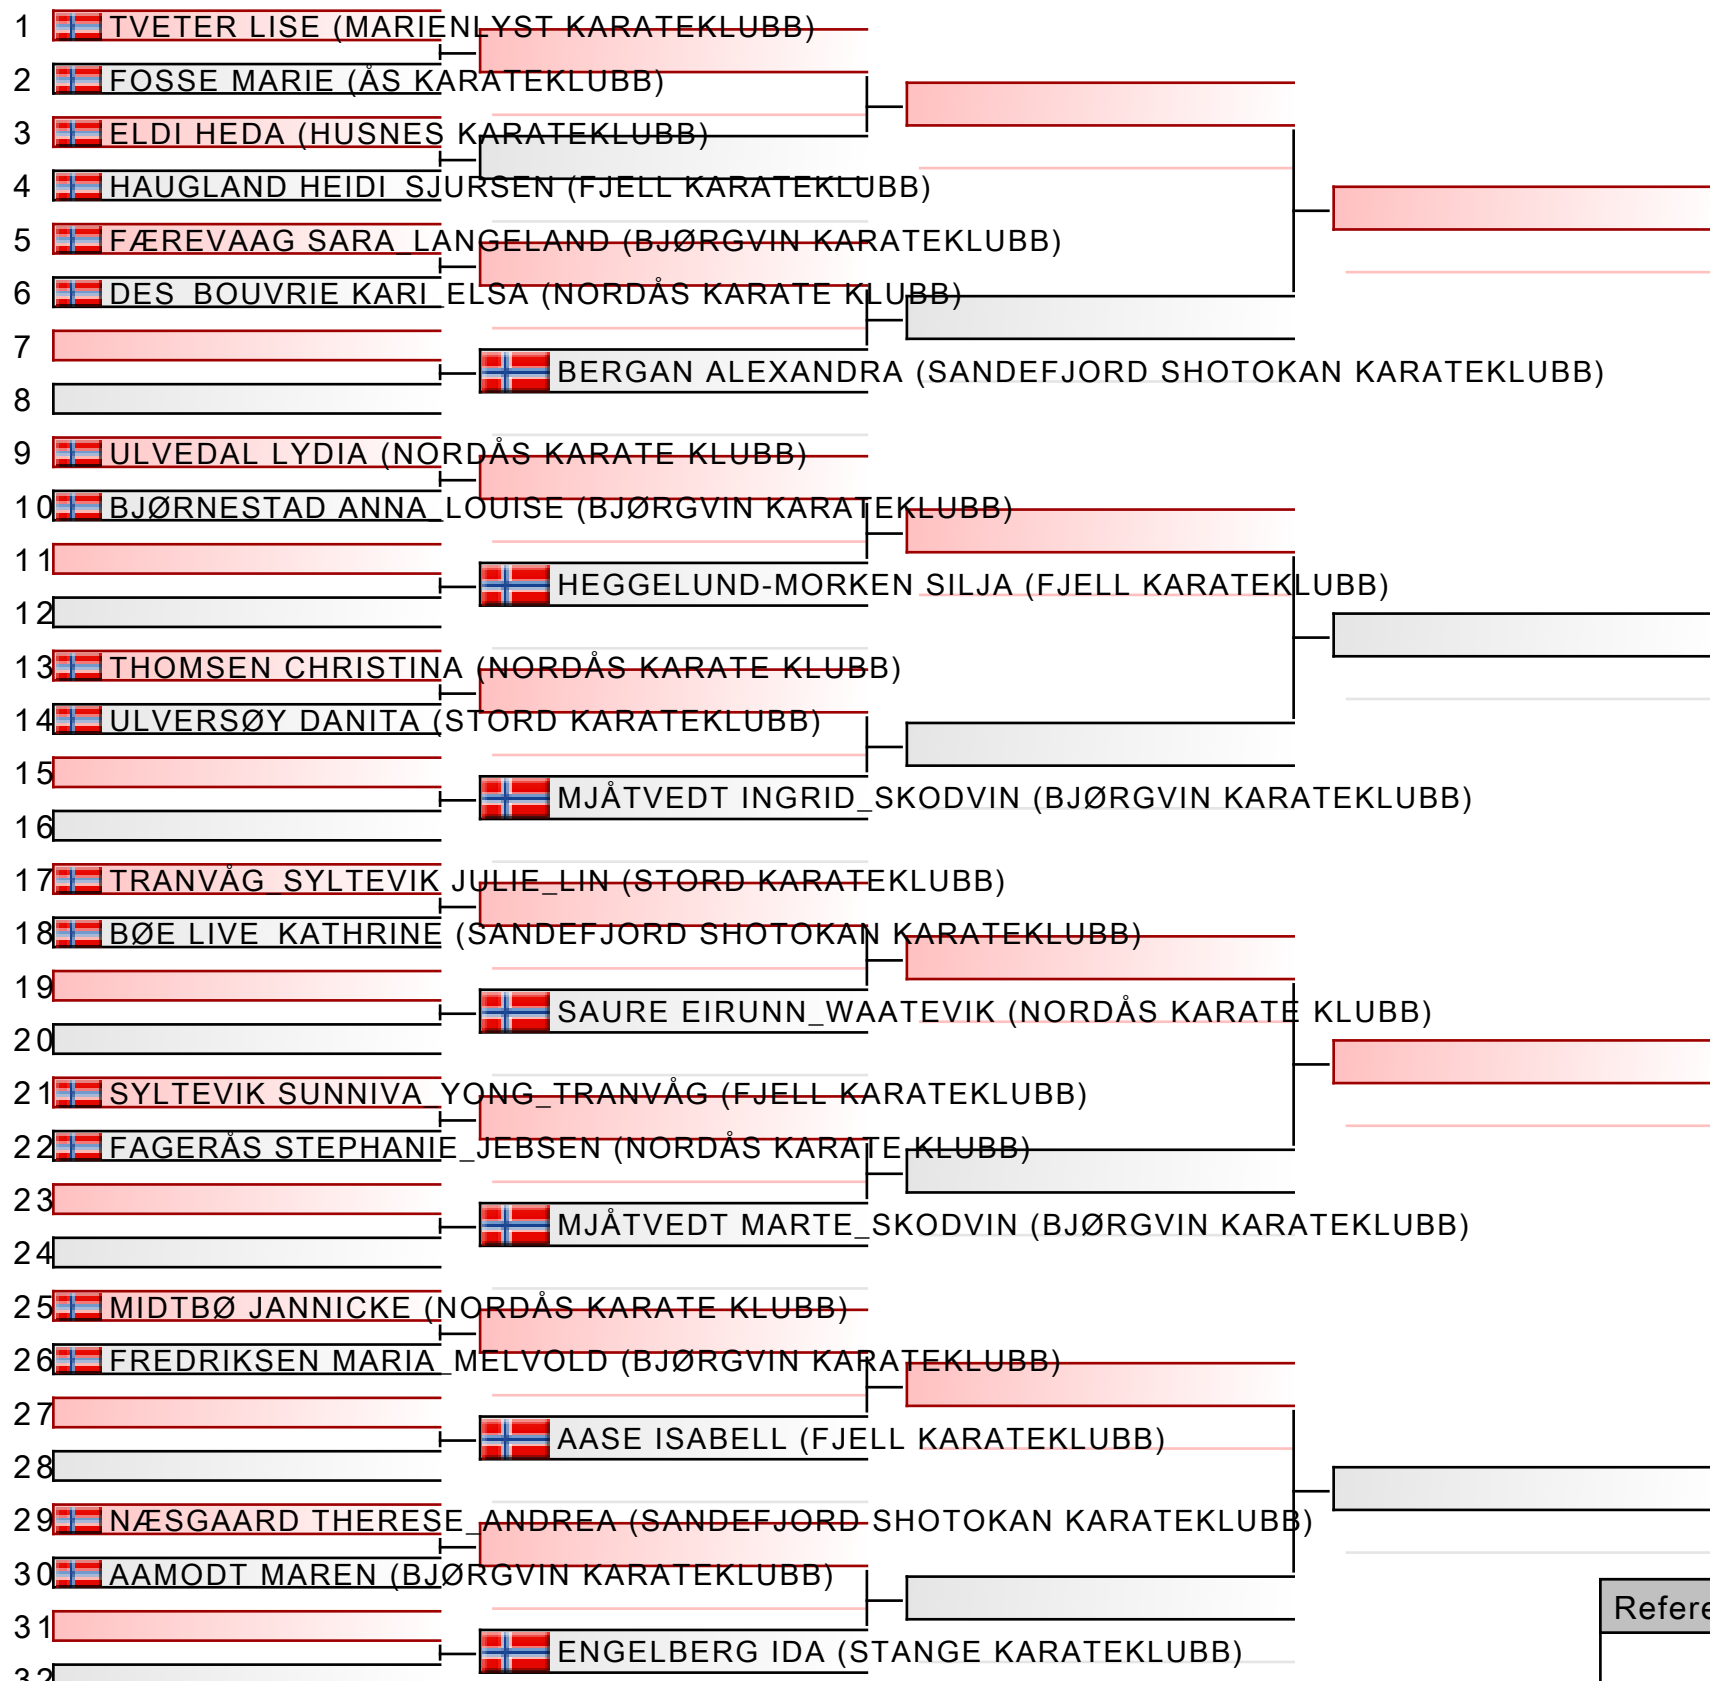 1 TVETER LISE (MARIENLYST KARATEKLUBB)
2 FOSSE MARIE (ÅS KARATEKLUBB)
3 ELDI HEDA (HUSNES KARATEKLUBB)
4 HAUGLAND HEIDI_SJURSEN (FJELL KARATEKLUBB)
5 FÆREVAAG SARA_LANGELAND (BJØRGVIN KARATEKLUBB)
6 DES_BOUVRIE KARI_ELSA (NORDÅS KARATE KLUBB)
7
BERGAN ALEXANDRA (SANDEFJORD SHOTOKAN KARATEKLUBB)
8
9 ULVEDAL LYDIA (NORDÅS KARATE KLUBB)
10 BJØRNESTAD ANNA_LOUISE (BJØRGVIN KARATEKLUBB)
11
HEGGELUND-MORKEN SILJA (FJELL KARATEKLUBB)
12
13 THOMSEN CHRISTINA (NORDÅS KARATE KLUBB)
14 ULVERSØY DANITA (STORD KARATEKLUBB)
15
MJÅTVEDT INGRID_SKODVIN (BJØRGVIN KARATEKLUBB)
16
17 TRANVÅG_SYLTEVIK JULIE_LIN (STORD KARATEKLUBB)
18 BØE LIVE_KATHRINE (SANDEFJORD SHOTOKAN KARATEKLUBB)
19
SAURE EIRUNN_WAATEVIK (NORDÅS KARATE KLUBB)
20
21 SYLTEVIK SUNNIVA_YONG_TRANVÅG (FJELL KARATEKLUBB)
22 FAGERÅS STEPHANIE_JEBSEN (NORDÅS KARATE KLUBB)
23
MJÅTVEDT MARTE_SKODVIN (BJØRGVIN KARATEKLUBB)
24
25 MIDTBØ JANNICKE (NORDÅS KARATE KLUBB)
26 FREDRIKSEN MARIA_MELVOLD (BJØRGVIN KARATEKLUBB)
27
AASE ISABELL (FJELL KARATEKLUBB)
28
29 NÆSGAARD THERESE_ANDREA (SANDEFJORD SHOTOKAN KARATEKLUBB)
30 AAMODT MAREN (BJØRGVIN KARATEKLUBB)
Refere
31
ENGELBERG IDA (STANGE KARATEKLUBB)
32